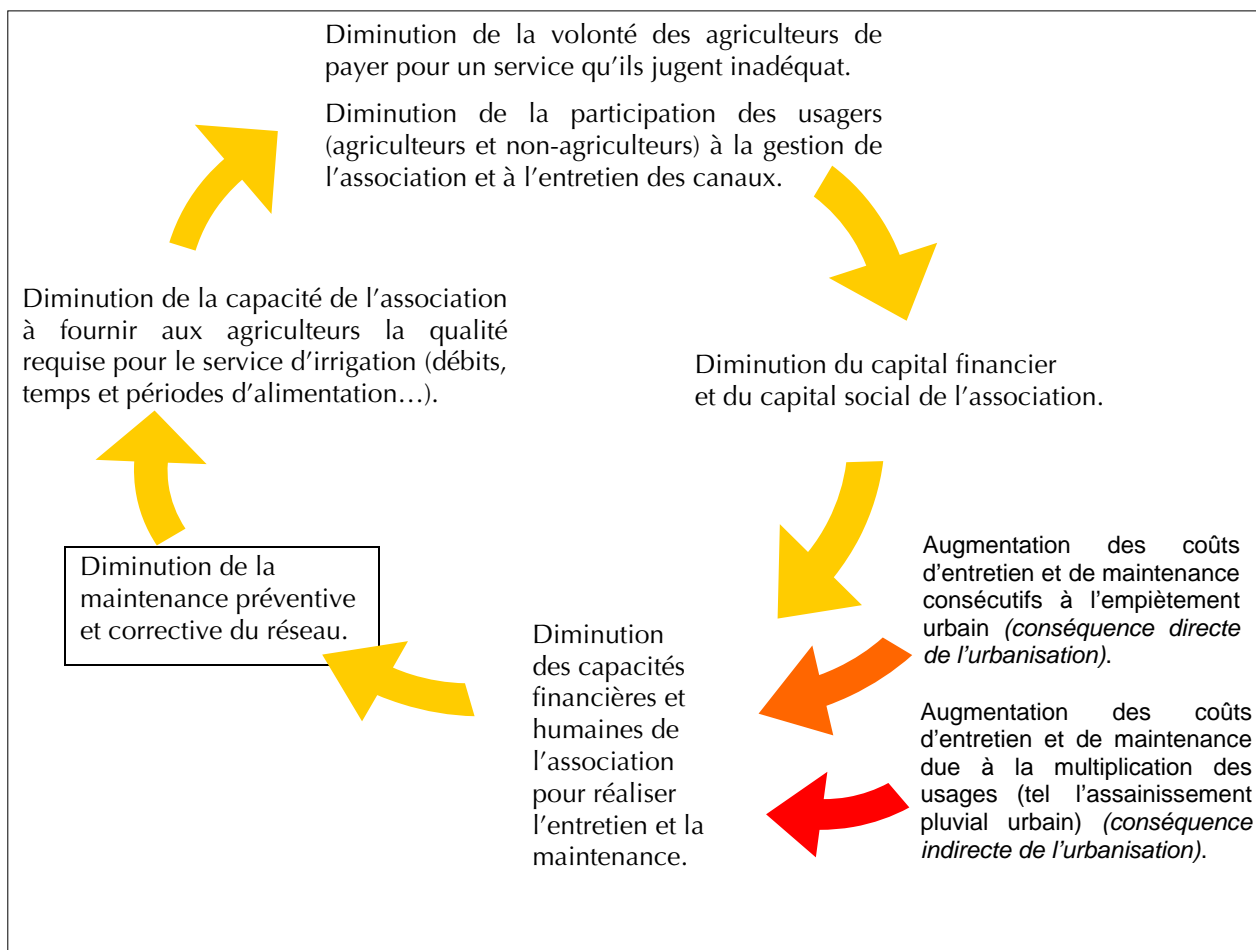 Diminution de la volonté des agriculteurs de
payer pour un service qu'ils jugent inadéquat.
Diminution de la participation des usagers
(agriculteurs et non-agriculteurs) à la gestion de
l'association et à l'entretien des canaux.
Diminution de la capacité de l'association
à fournir aux agriculteurs la qualité
requise pour le service d'irrigation (débits,
temps et périodes d'alimentation…).
Diminution du capital financier
et du capital social de l'association.
Diminution de la
maintenance préventive
et corrective du réseau.
Diminution
des capacités
financières et
humaines de
l'association
pour réaliser
l'entretien et la
maintenance.
Augmentation des coûts
d'entretien et de maintenance
consécutifs à l'empiètement
urbain (conséquence directe
de l'urbanisation).
Augmentation des coûts
d'entretien et de maintenance
due à la multiplication des
usages (tel l'assainissement
pluvial urbain) (conséquence
indirecte de l'urbanisation).